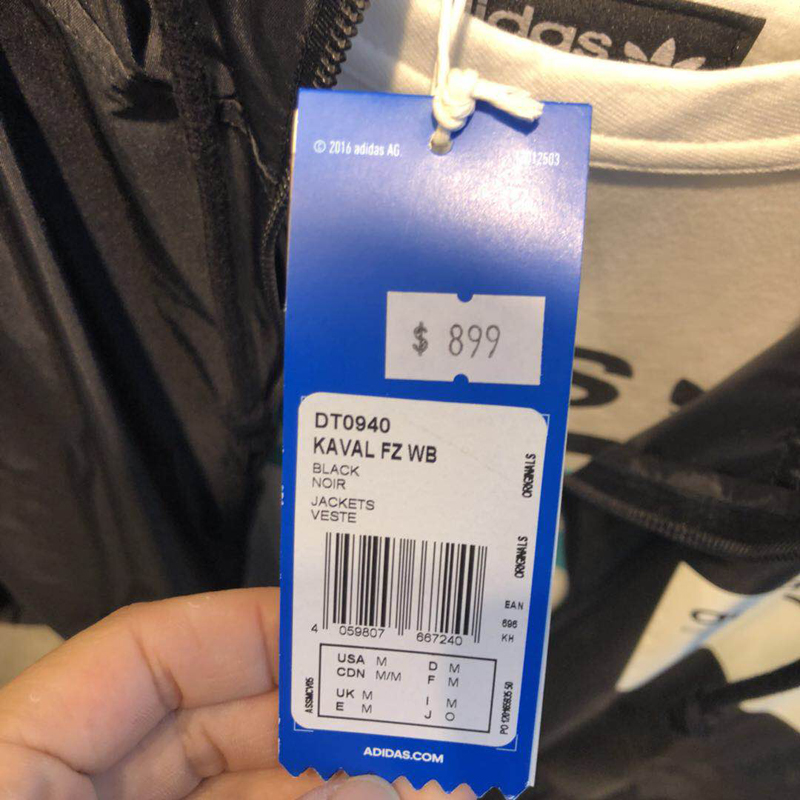 adidas
© 2016 adidas AG
$ 899
DT0940
KAVAL FZ WB
BLACK
NOIR
JACKETS
VESTE
ORIGINALS
ORIGINALS
EAN
696
KH
4 059807 667240
USA M D M
CDN M/M F M
UK M I M
E M J O
ADIDAS.COM